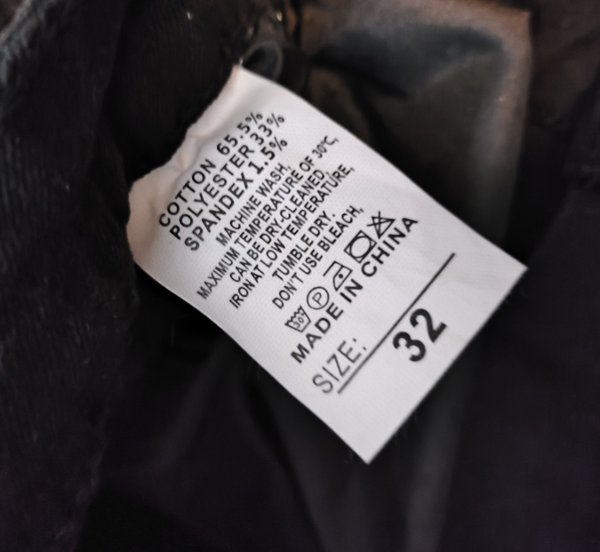 COTTON 65.5%
POLYESTER 33%
SPANDEX 1.5%
MACHINE WASH,
MAXIMUM TEMPERATURE OF 30℃,
CAN BE DRY-CLEANED,
IRON AT LOW TEMPERATURE,
TUMBLE DRY,
DON'T USE BLEACH,
30° P
MADE IN CHINA
SIZE: 32